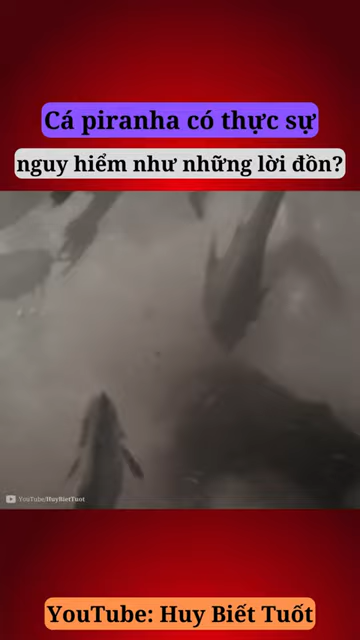 Cá piranha có thực sự
nguy hiểm như những lời đồn?
YouTube/HuyBiếtTuốt
YouTube: Huy Biết Tuốt